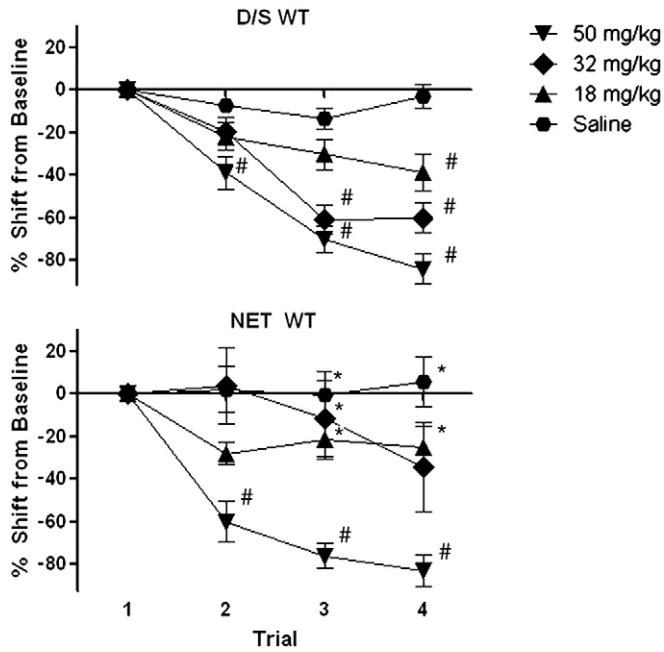 D/S WT
50 mg/kg
32 mg/kg
18 mg/kg
Saline
% Shift from Baseline
20
0
-20
-40
-60
-80
#
#
#
#
#
#
NET WT
% Shift from Baseline
20
0
-20
-40
-60
-80
*
*
*
*
*
#
#
#
1 2 3 4
Trial